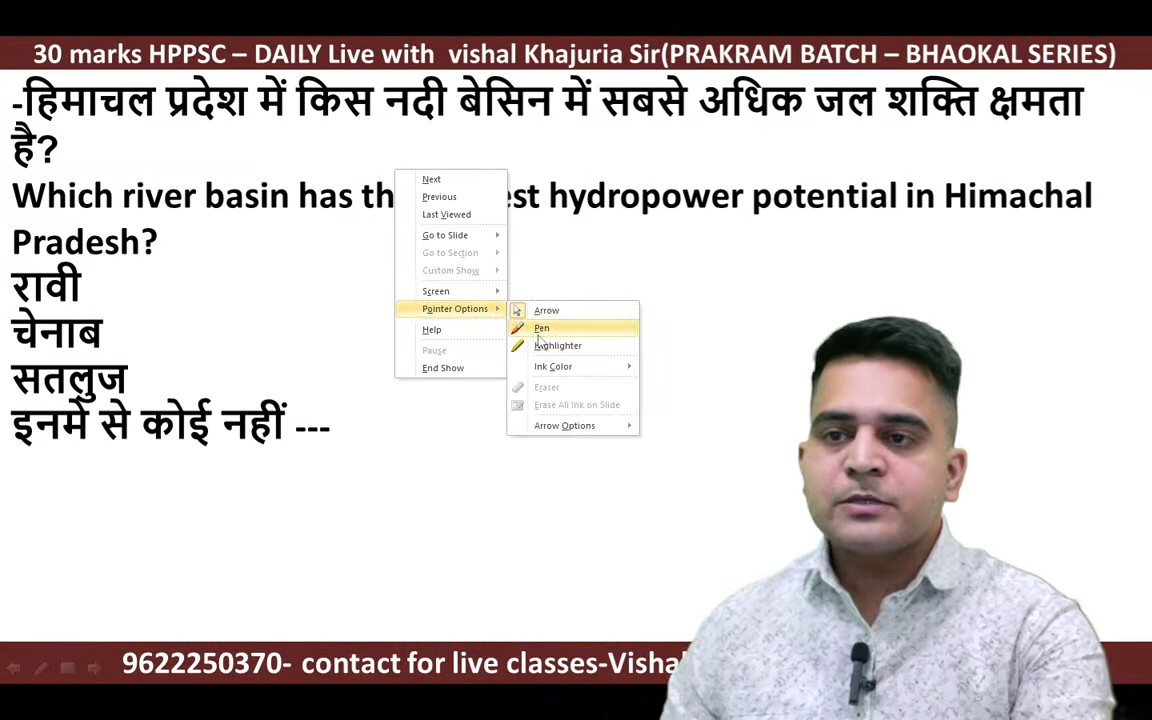 30 marks HPPSC – DAILY Live with vishal Khajuria Sir(PRAKRAM BATCH – BHAOKAL SERIES)
-हिमाचल प्रदेश में किस नदी बेसिन में सबसे अधिक जल शक्ति क्षमता
है?
Which river basin has hydropower potential in Himachal
Pradesh?
रावी
चेनाब
सतलुज
इनमे से कोई नहीं ---
Next
Previous
Last Viewed
Go to Slide
Go to Section
Custom Show
Screen
Pointer Options
Help
Pause
End Show
Arrow
Pen
Highlighter
Ink Color
Eraser
Erase All Ink on Slide
Arrow Options
9622250370- contact for live classes-Vishal